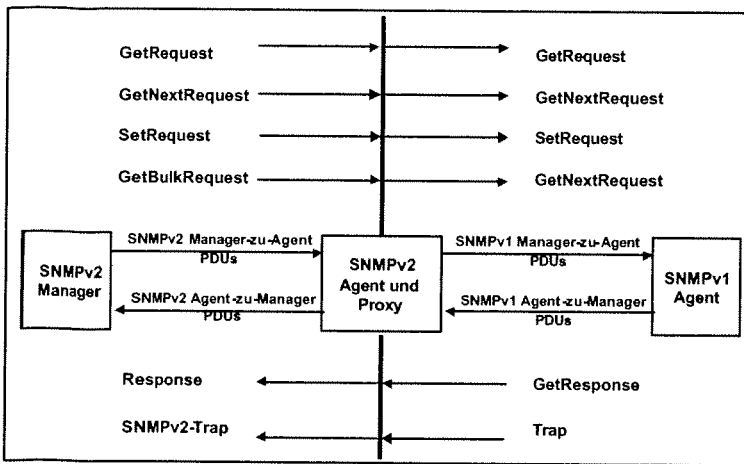 GetRequest
GetRequest
GetNextRequest
GetNextRequest
SetRequest
SetRequest
GetBulkRequest
GetNextRequest
SNMPv2 Manager
SNMPv2 Manager-zu-Agent
PDUs
SNMPv2 Agent-zu-Manager
PDUs
SNMPv2
Agent und
Proxy
SNMPv1 Manager-zu-Agent
PDUs
SNMPv1 Agent-zu-Manager
PDUs
SNMPv1
Agent
Response
GetResponse
SNMPv2-Trap
Trap